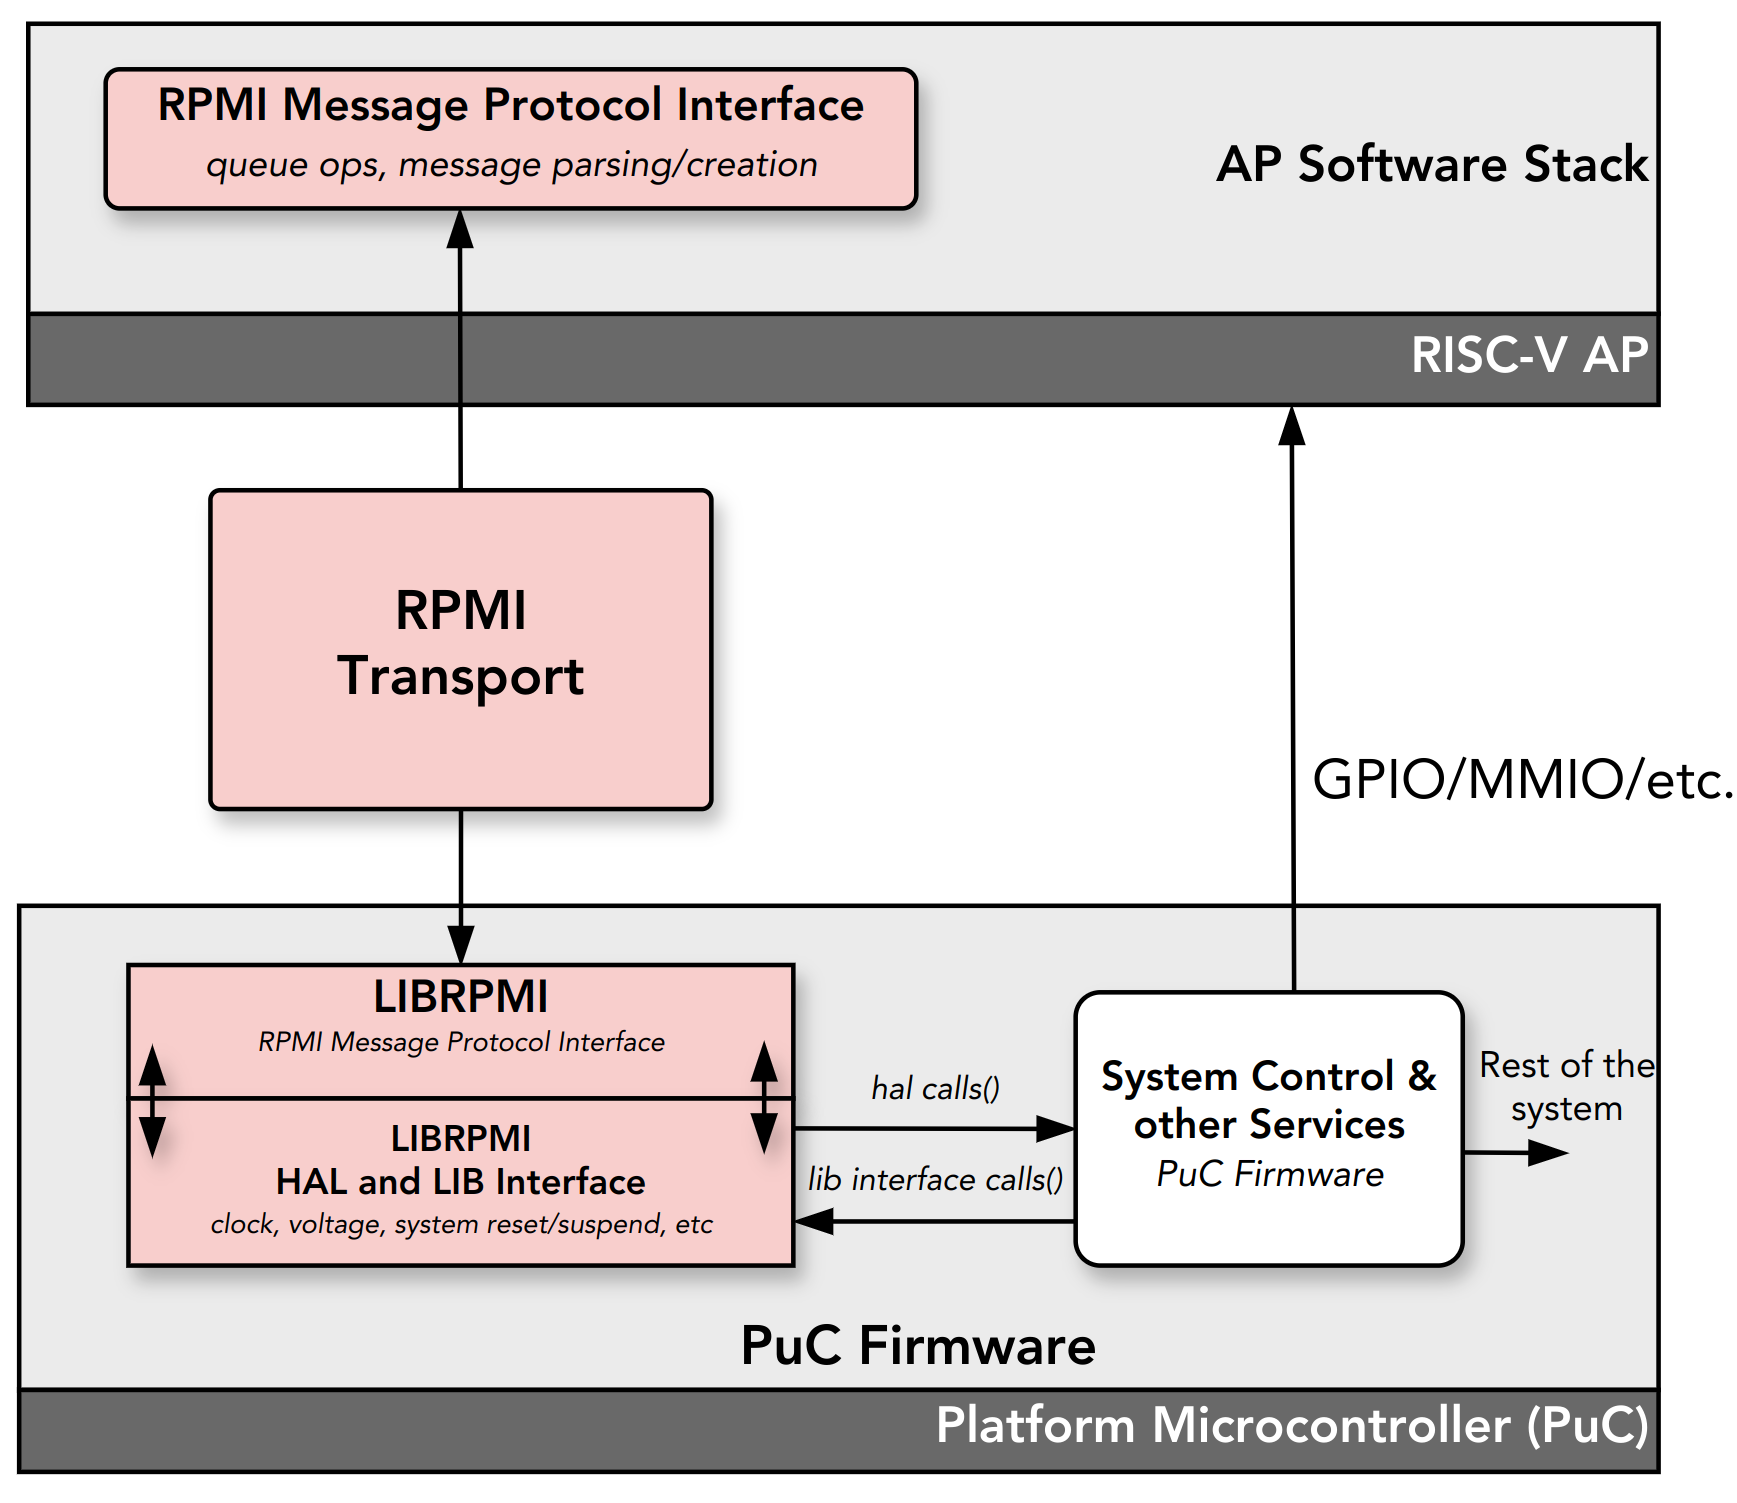 RPMI Message Protocol Interface
queue ops, message parsing/creation
AP Software Stack
RISC-V AP
RPMI
Transport
GPIO/MMIO/etc.
LIBRPMI
RPMI Message Protocol Interface
LIBRPMI
HAL and LIB Interface
clock, voltage, system reset/suspend, etc
hal calls()
lib interface calls()
System Control &
other Services
PuC Firmware
Rest of the
system
PuC Firmware
Platform Microcontroller (PuC)